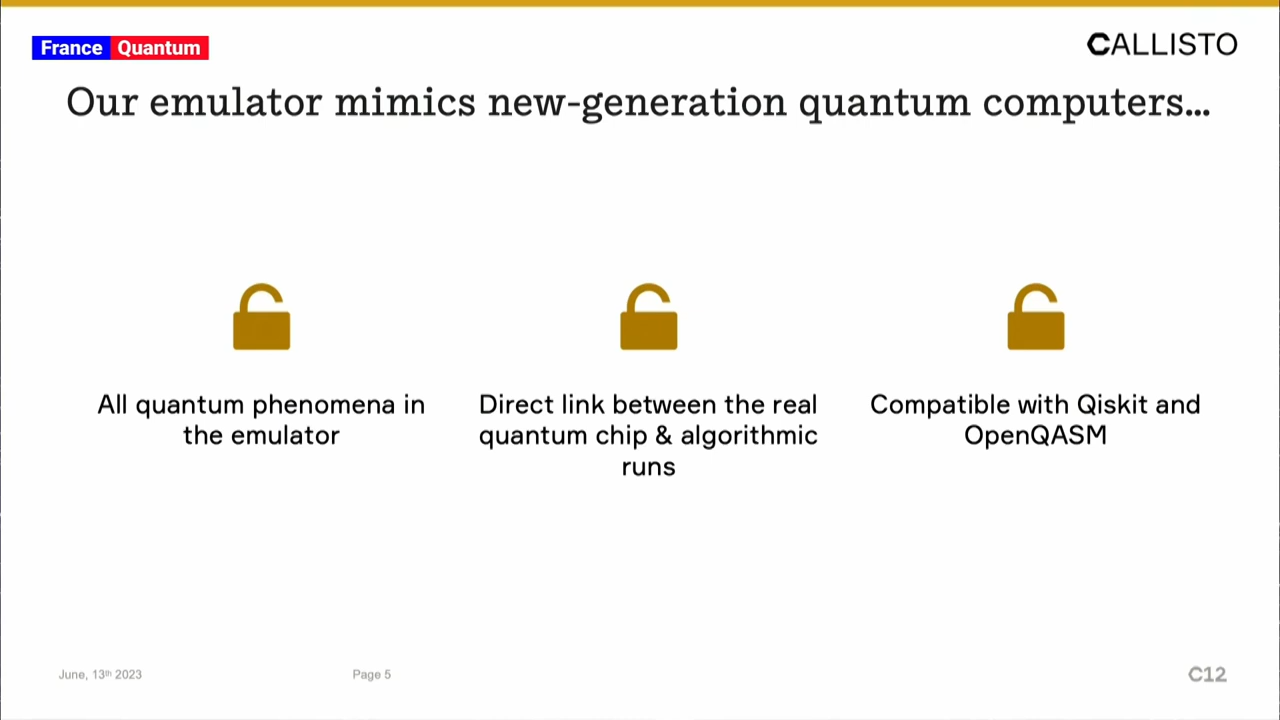 France Quantum
CALLISTO
Our emulator mimics new-generation quantum computers...
All quantum phenomena in
the emulator
Direct link between the real
quantum chip & algorithmic
runs
Compatible with Qiskit and
OpenQASM
June, 13th 2023
Page 5
C12